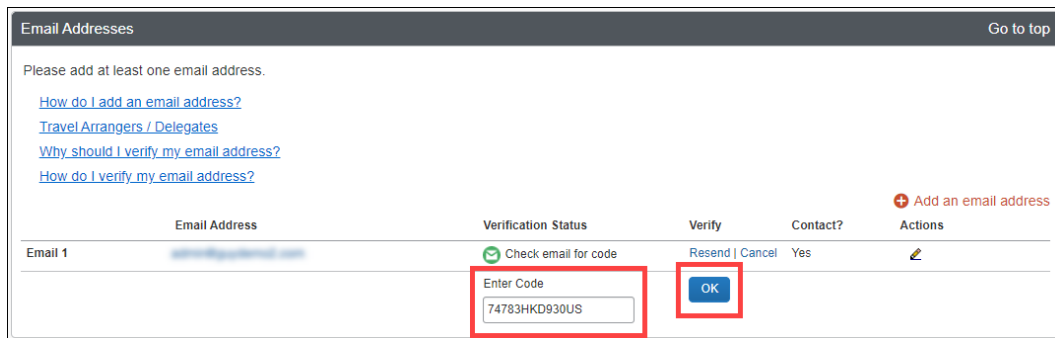 Email Addresses Go to top
Please add at least one email address.
How do I add an email address?
Travel Arrangers / Delegates
Why should I verify my email address?
How do I verify my email address?
Add an email address
Email Address Verification Status Verify Contact? Actions
Email 1 Check email for code Resend | Cancel Yes
Enter Code
OK
74783HKD930US